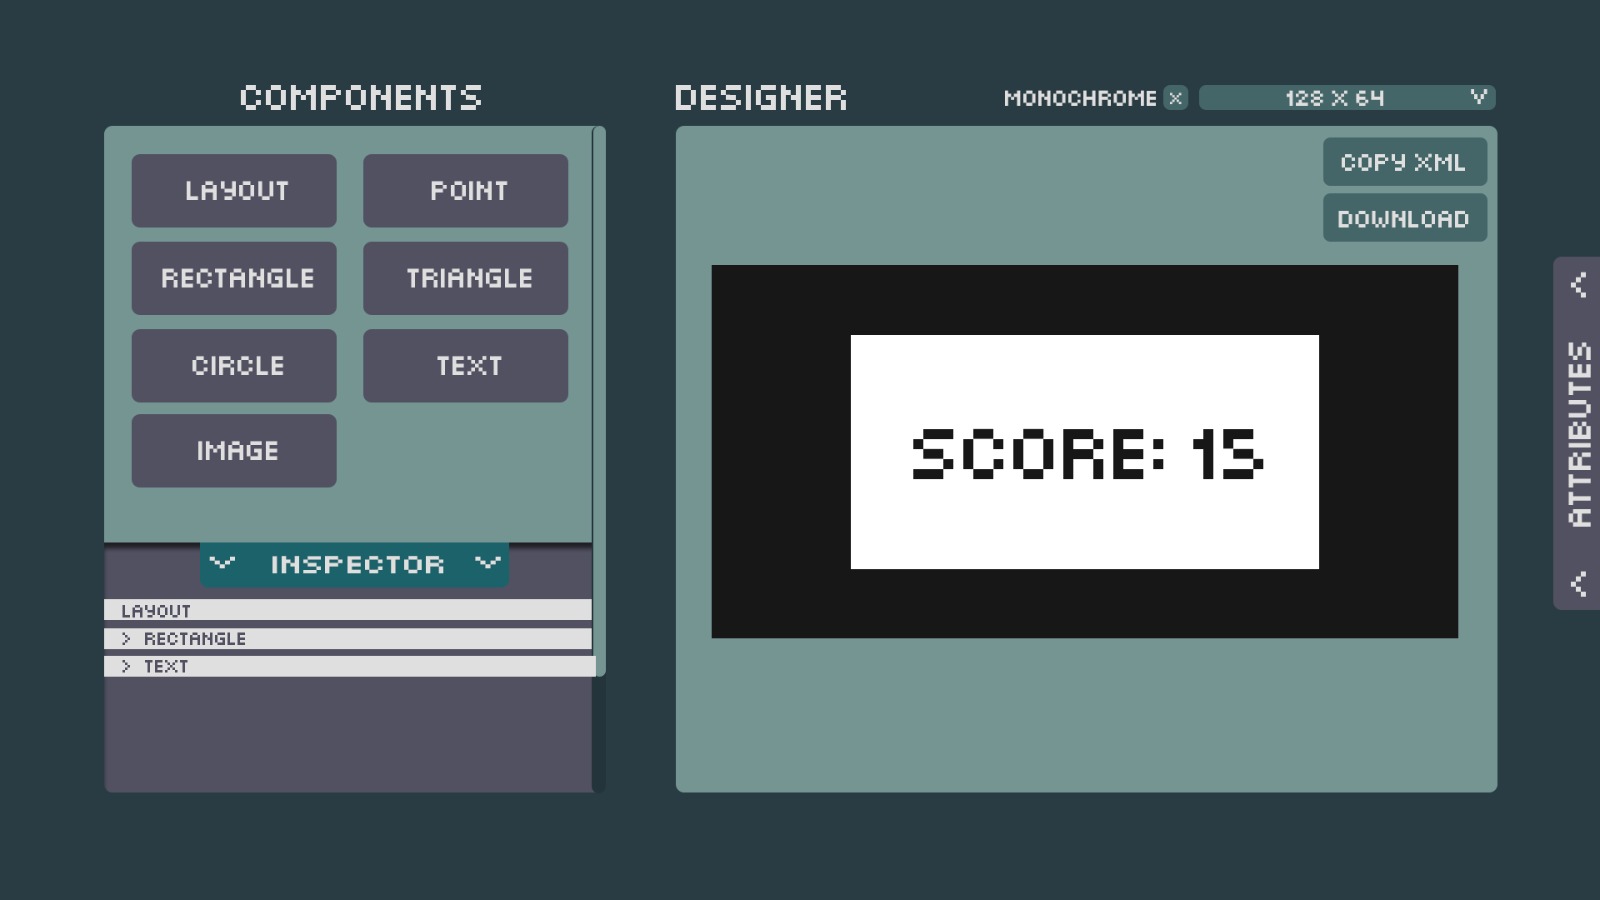 COMPONENTS
LAYOUT
POINT
RECTANGLE
TRIANGLE
CIRCLE
TEXT
IMAGE
INSPECTOR
LAYOUT
> RECTANGLE
> TEXT
DESIGNER
MONOCHROME X
128 X 64
COPY XML
DOWNLOAD
SCORE: 15
ATTRIBUTES